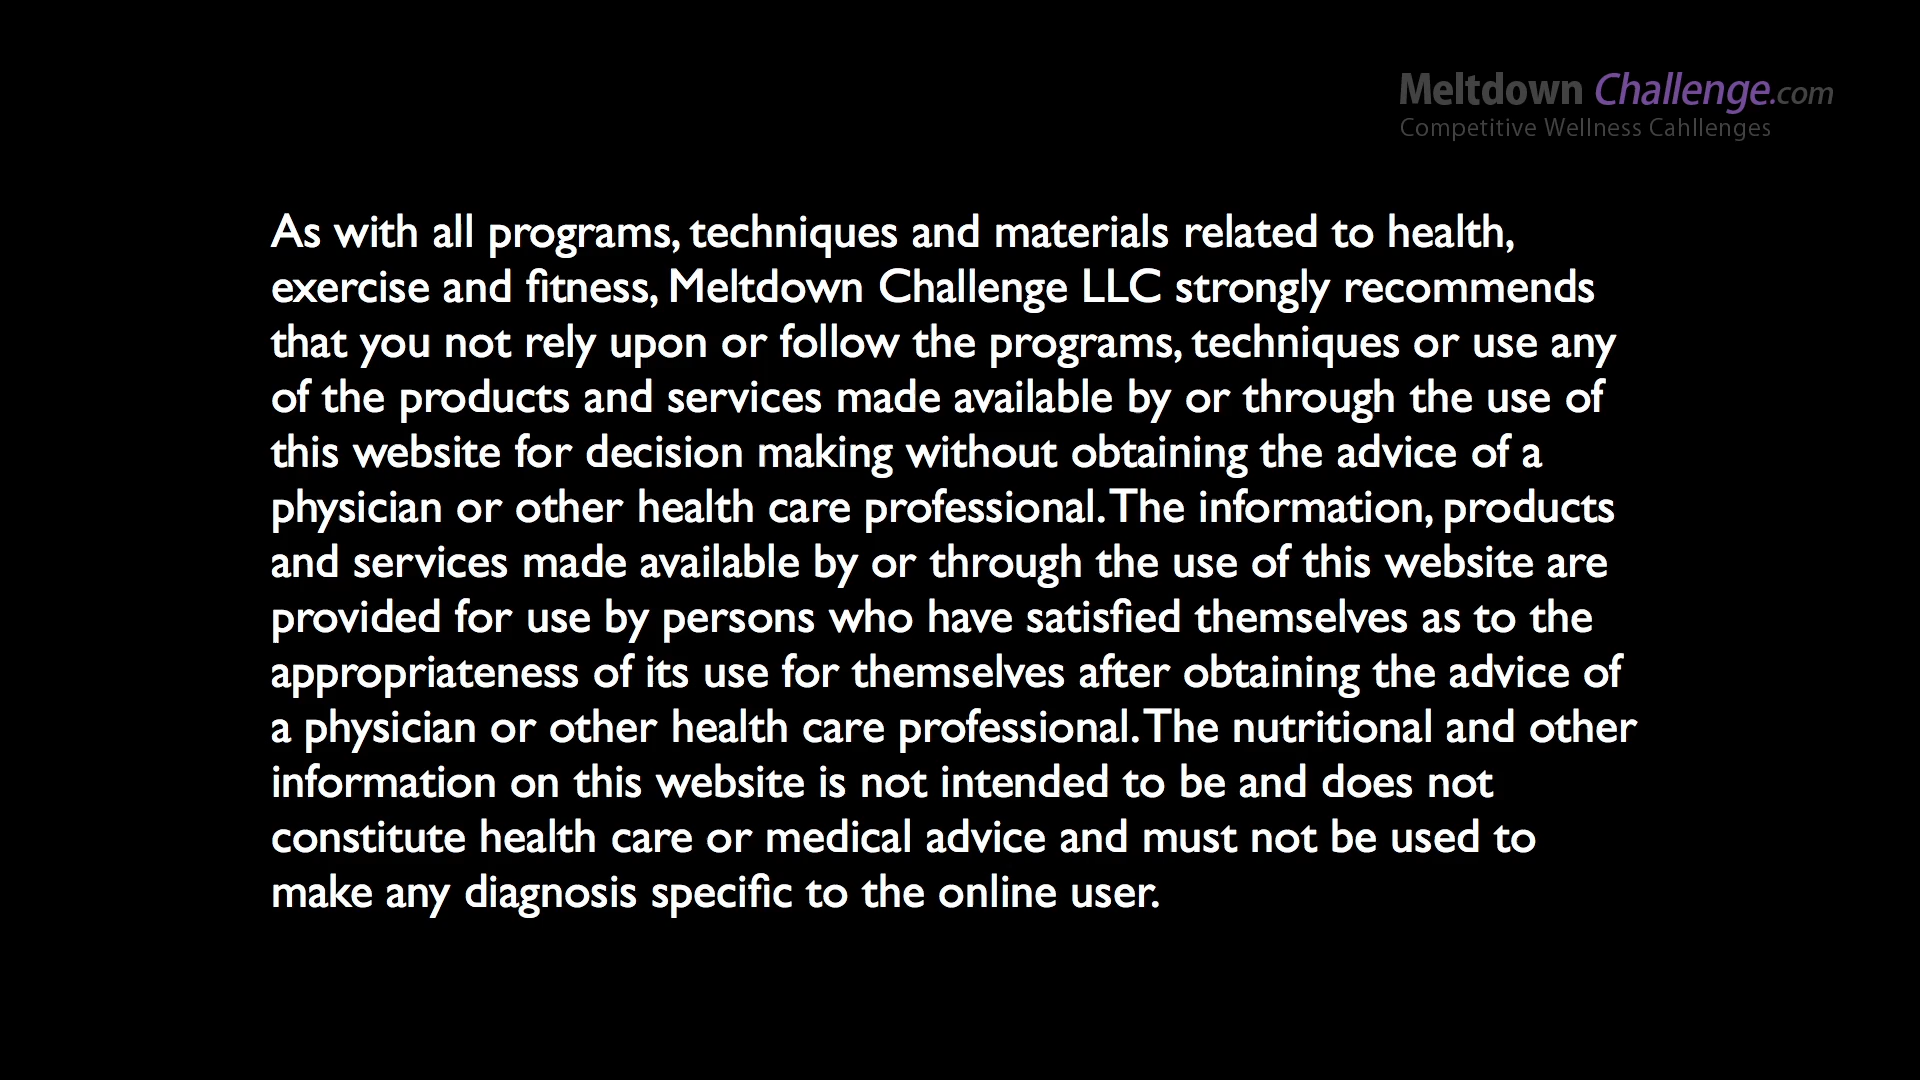 Meltdown Challenge.com
Competitive Wellness Cahllenges
As with all programs, techniques and materials related to health,
exercise and fitness, Meltdown Challenge LLC strongly recommends
that you not rely upon or follow the programs, techniques or use any
of the products and services made available by or through the use of
this website for decision making without obtaining the advice of a
physician or other health care professional. The information, products
and services made available by or through the use of this website are
provided for use by persons who have satisfied themselves as to the
appropriateness of its use for themselves after obtaining the advice of
a physician or other health care professional. The nutritional and other
information on this website is not intended to be and does not
constitute health care or medical advice and must not be used to
make any diagnosis specific to the online user.